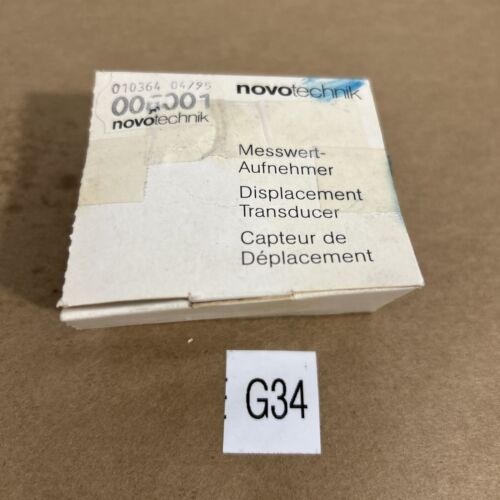 010364 04/95
novotechnik
novotechnik
Messwert-
Aufnehmer
Displacement
Transducer
Capteur de
Déplacement
G34